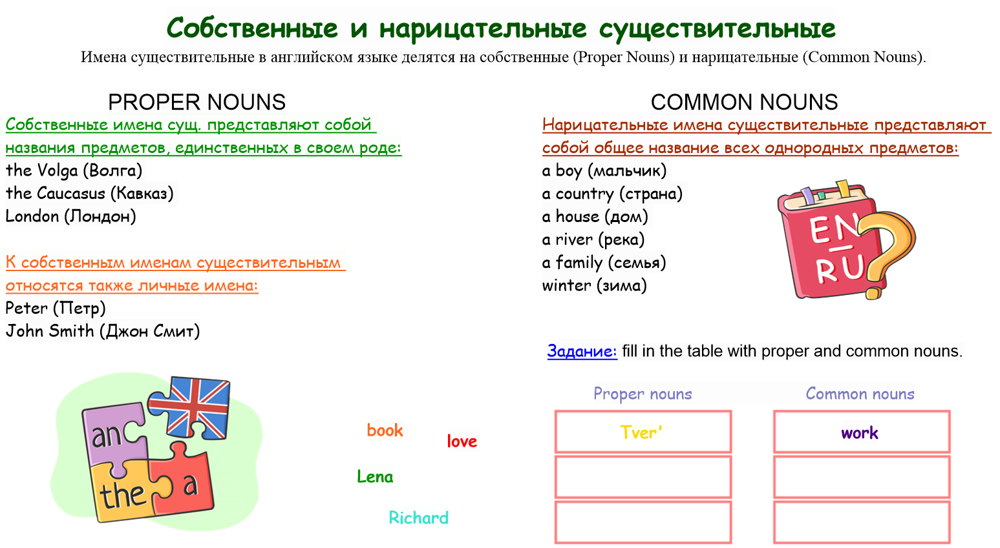 Собственные и нарицательные существительные
Имена существительные в английском языке делятся на собственные (Proper Nouns) и нарицательные (Common Nouns).
PROPER NOUNS
Собственные имена сущ. представляют собой
названия предметов, единственных в своем роде:
the Volga (Волга)
the Caucasus (Кавказ)
London (Лондон)
К собственным именам существительным
относятся также личные имена:
Peter (Петр)
John Smith (Джон Смит)
COMMON NOUNS
Нарицательные имена существительные представляют
собой общее название всех однородных предметов:
a boy (мальчик)
a country (страна)
a house (дом)
a river (река)
a family (семья)
winter (зима)
EN
RU
Задание: fill in the table with proper and common nouns.
an
the
a
book
love
Lena
Richard
Proper nouns
Common nouns
Tver'
work